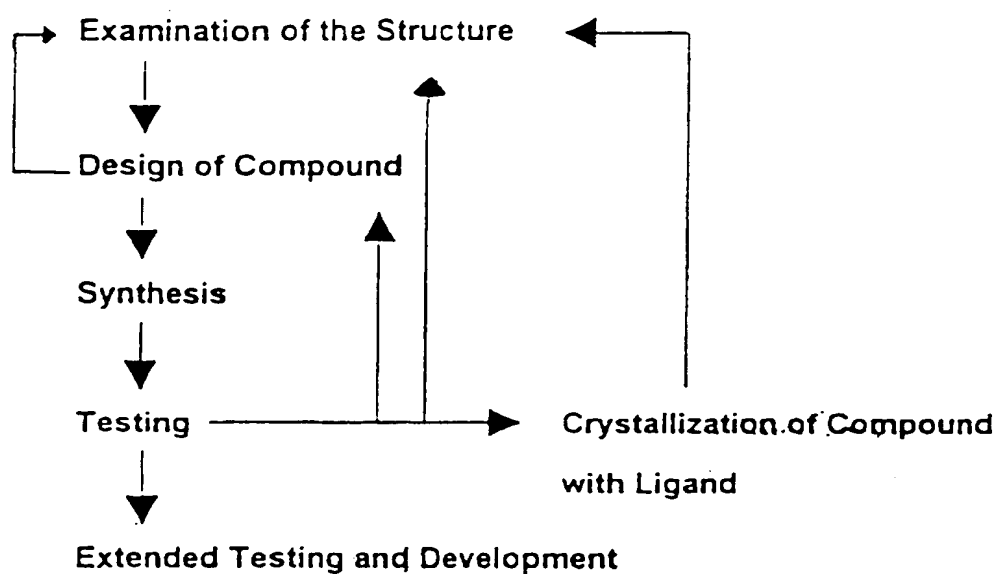 Examination of the Structure
Design of Compound
Synthesis
Testing
Crystallization of Compound
with Ligand
Extended Testing and Development